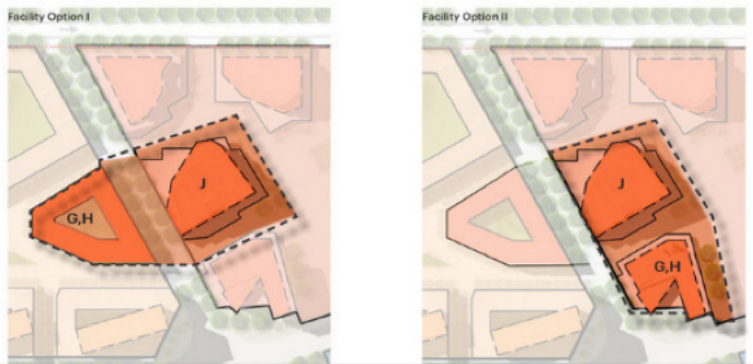 Facility Option I
Facility Option II
J
G,H
J
G,H